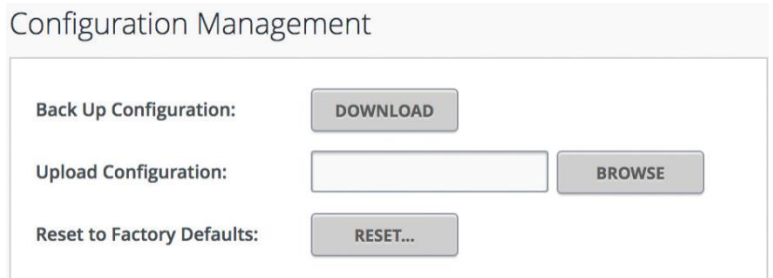 Configuration Management
Back Up Configuration: DOWNLOAD
Upload Configuration: BROWSE
Reset to Factory Defaults: RESET...